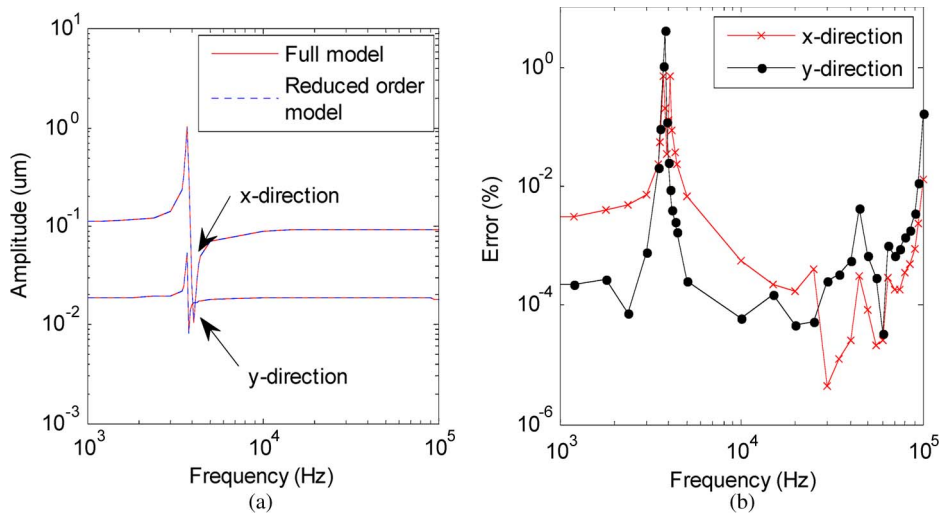 10^1
10^0
10^-1
10^-2
10^-3
Amplitude (um)
Full model
Reduced order
model
x-direction
y-direction
10^3
10^4
10^5
Frequency (Hz)
(a)
10^0
10^-2
10^-4
10^-6
Error (%)
x-direction
y-direction
10^3
10^4
10^5
Frequency (Hz)
(b)